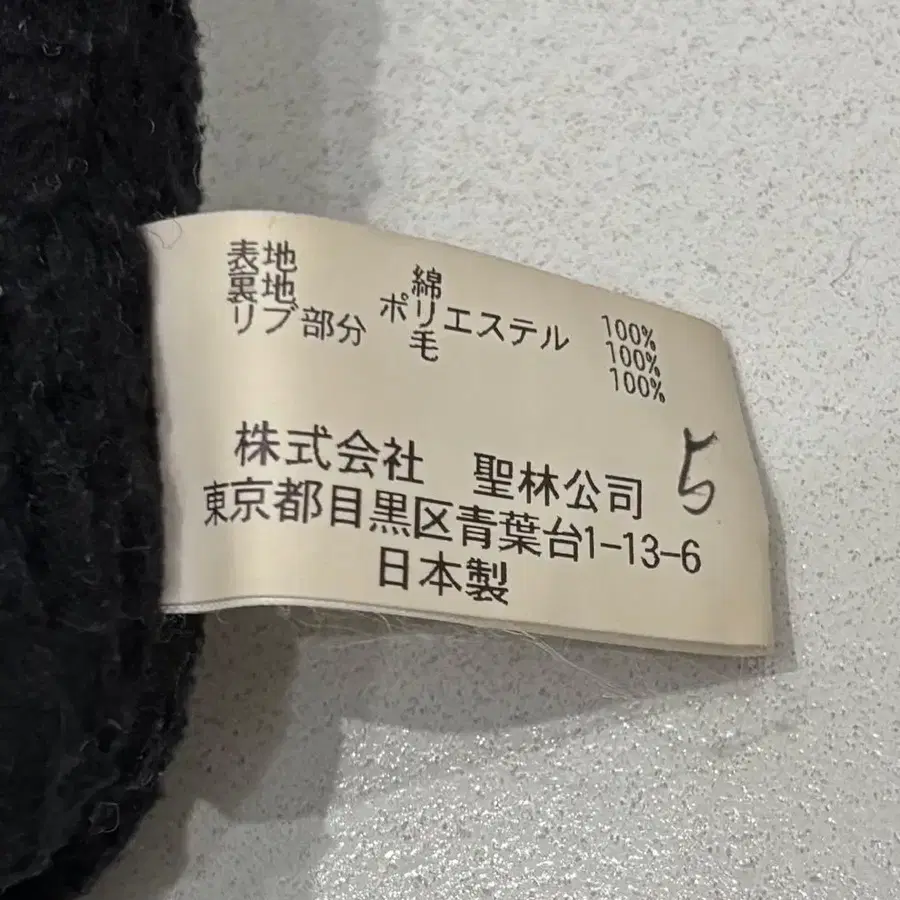 表地 綿 100%
裏地 ポリエステル 100%
リブ部分 毛 100%
株式会社 聖林公司
5
東京都目黒区青葉台1-13-6
日本製